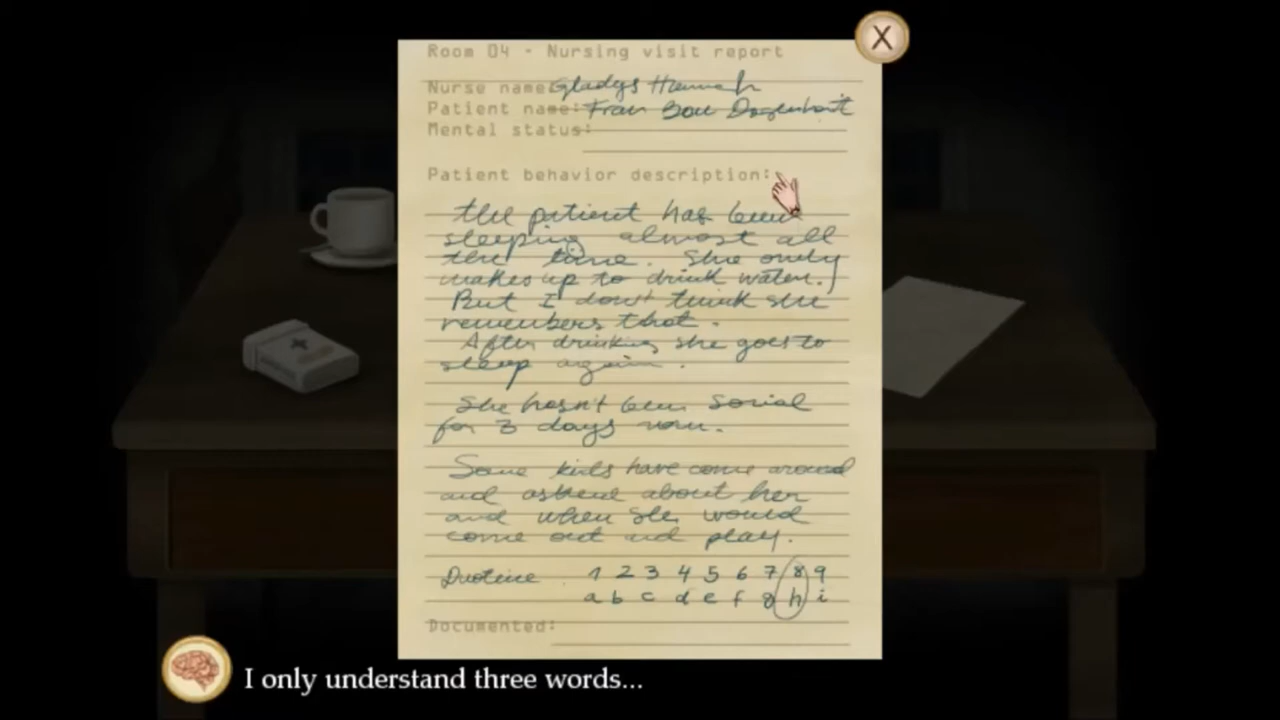 X
Room 04 - Nursing visit report
Nurse name: Gladys
Patient name: Fran Bow Dagenhart
Mental status:
Patient behavior description:
the patient has been
sleeping almost all
the time. She only
wakes up to drink water.
But I don't think she
remembers that.
After drinking she goes to
sleep again.
She hasn't been social
for 3 days now.
Some kids have come around
and asked about her
and when she would
come out and play.
Duotine 1 2 3 4 5 6 7 8 9
a b c d e f g h i
Documented:
I only understand three words...